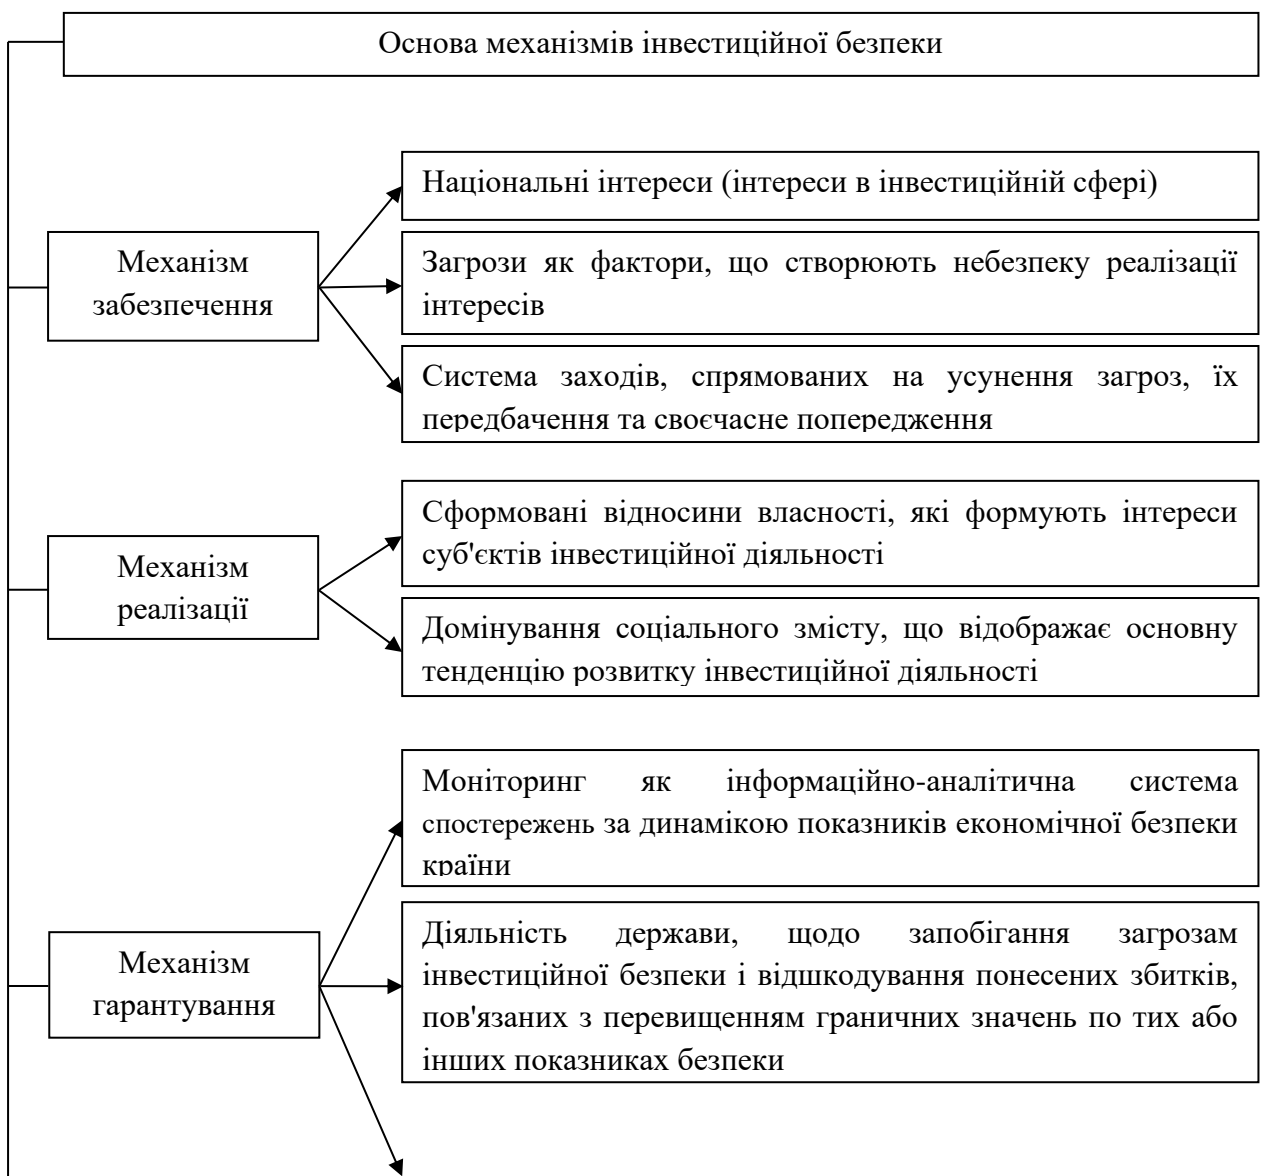 Основа механізмів інвестиційної безпеки
Національні інтереси (інтереси в інвестиційній сфері)
Механізм
забезпечення
Загрози як фактори, що створюють небезпеку реалізації
інтересів
Система заходів, спрямованих на усунення загроз, їх
передбачення та своєчасне попередження
Механізм
реалізації
Сформовані відносини власності, які формують інтереси
суб'єктів інвестиційної діяльності
Домінування соціального змісту, що відображає основну
тенденцію розвитку інвестиційної діяльності
Механізм
гарантування
Моніторинг як інформаційно-аналітична система
спостережень за динамікою показників економічної безпеки
країни
Діяльність держави, щодо запобігання загрозам
інвестиційної безпеки і відшкодування понесених збитків,
пов'язаних з перевищенням граничних значень по тих або
інших показниках безпеки